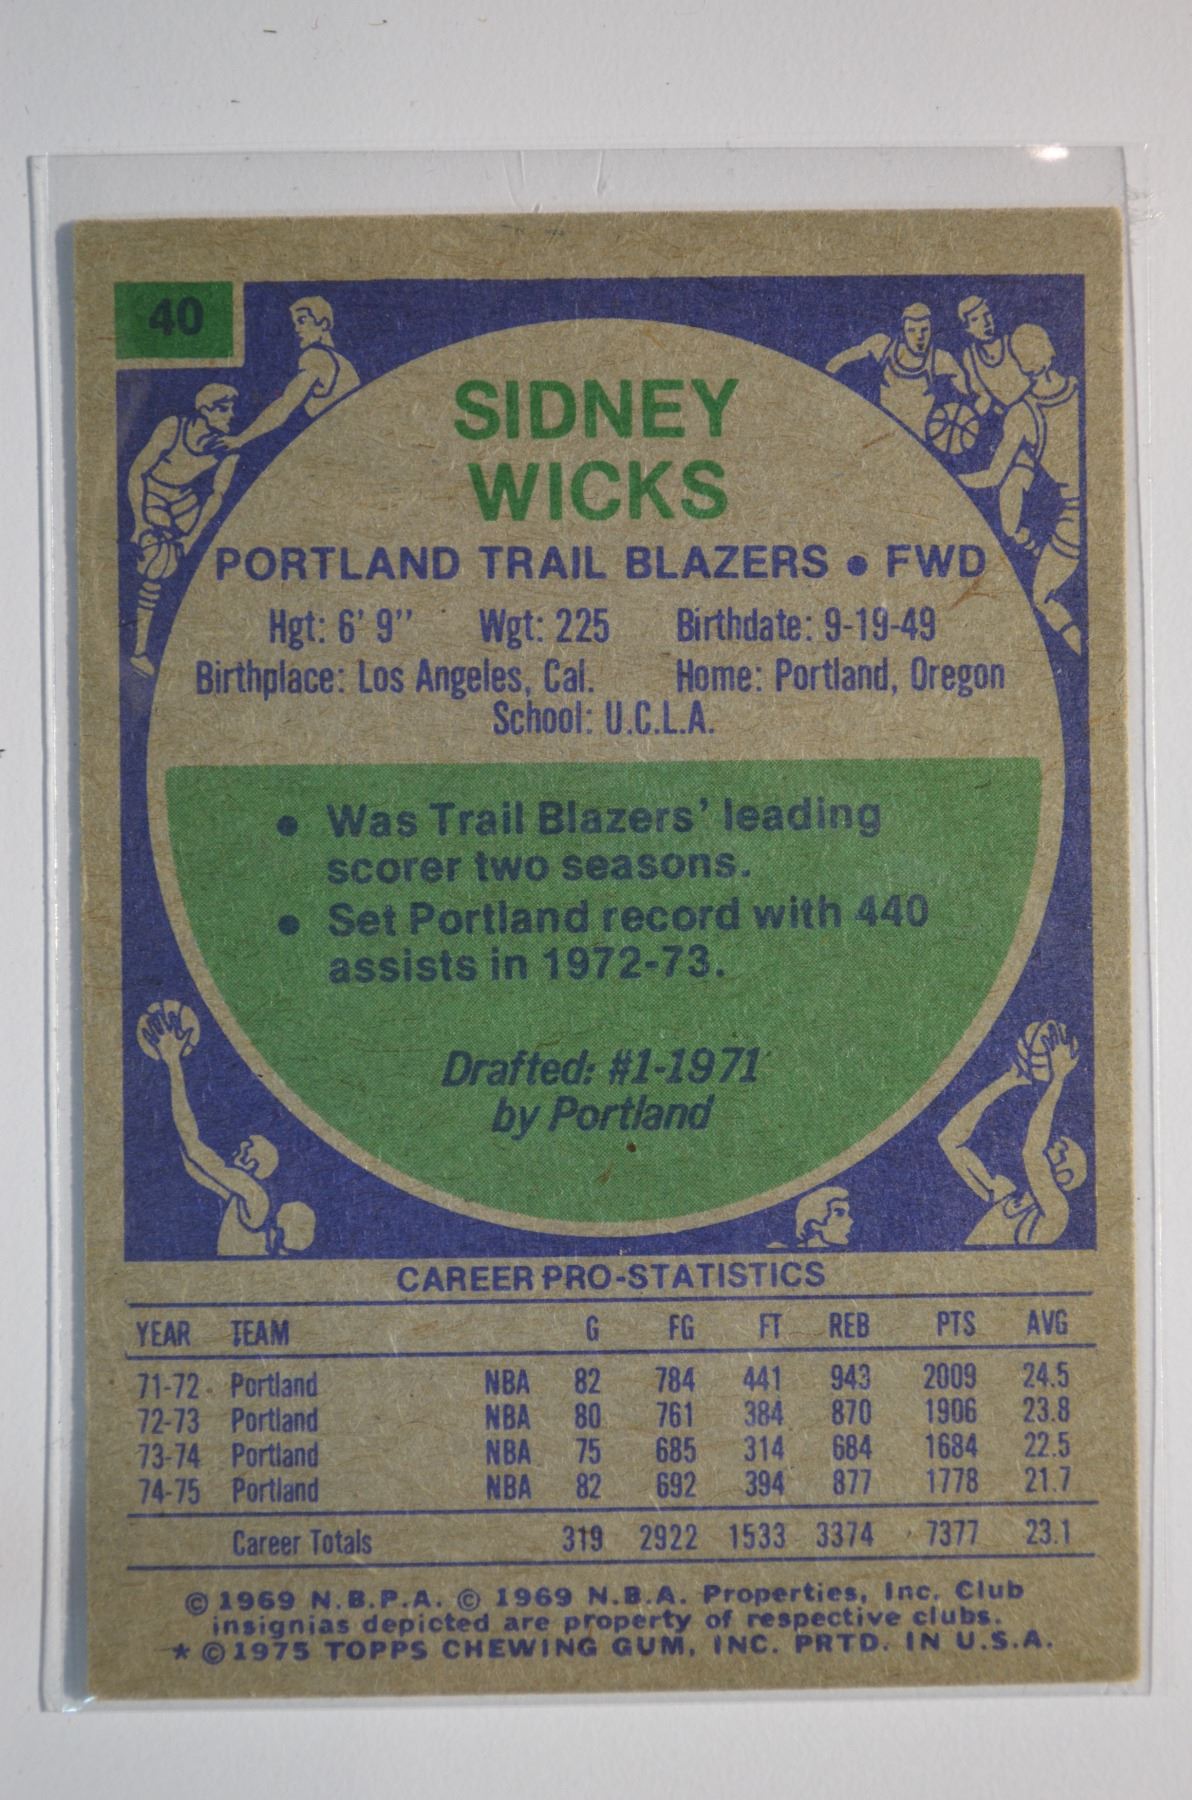 40
SIDNEY
WICKS
PORTLAND TRAIL BLAZERS • FWD
Hgt: 6' 9" Wgt: 225 Birthdate: 9-19-49
Birthplace: Los Angeles, Cal. Home: Portland, Oregon
School: U.C.L.A.
• Was Trail Blazers' leading
scorer two seasons.
• Set Portland record with 440
assists in 1972-73.
Drafted: #1-1971
by Portland
CAREER PRO-STATISTICS
YEAR TEAM G FG FT REB PTS AVG
71-72 Portland NBA 82 784 441 943 2009 24.5
72-73 Portland NBA 80 761 384 870 1906 23.8
73-74 Portland NBA 75 685 314 684 1684 22.5
74-75 Portland NBA 82 692 394 877 1778 21.7
Career Totals 319 2922 1533 3374 7377 23.1
© 1969 N.B.P.A. © 1969 N.B.A. Properties, Inc. Club
insignias depicted are property of respective clubs.
* © 1975 TOPPS CHEWING GUM, INC. PRTD. IN U.S.A.